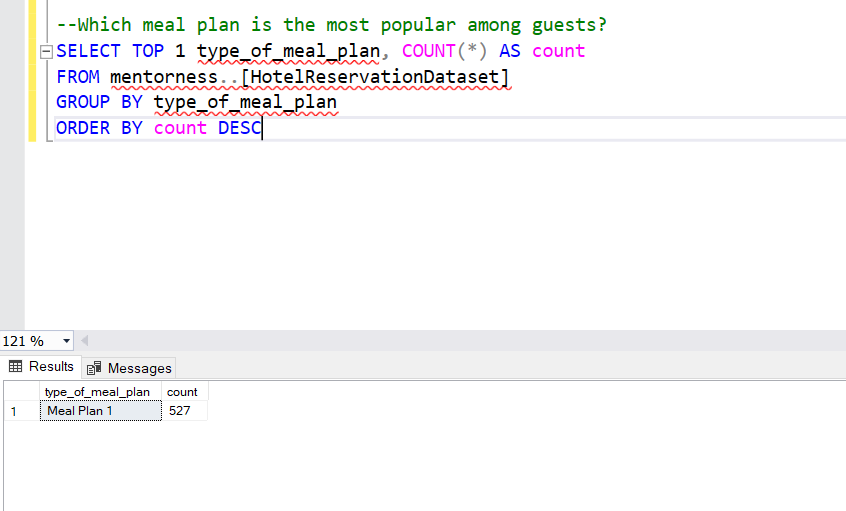 --Which meal plan is the most popular among guests?
SELECT TOP 1 type_of_meal_plan, COUNT(*) AS count
FROM mentorness..[HotelReservationDataset]
GROUP BY type_of_meal_plan
ORDER BY count DESC
121 %
Results Messages
type_of_meal_plan count
1 Meal Plan 1 527